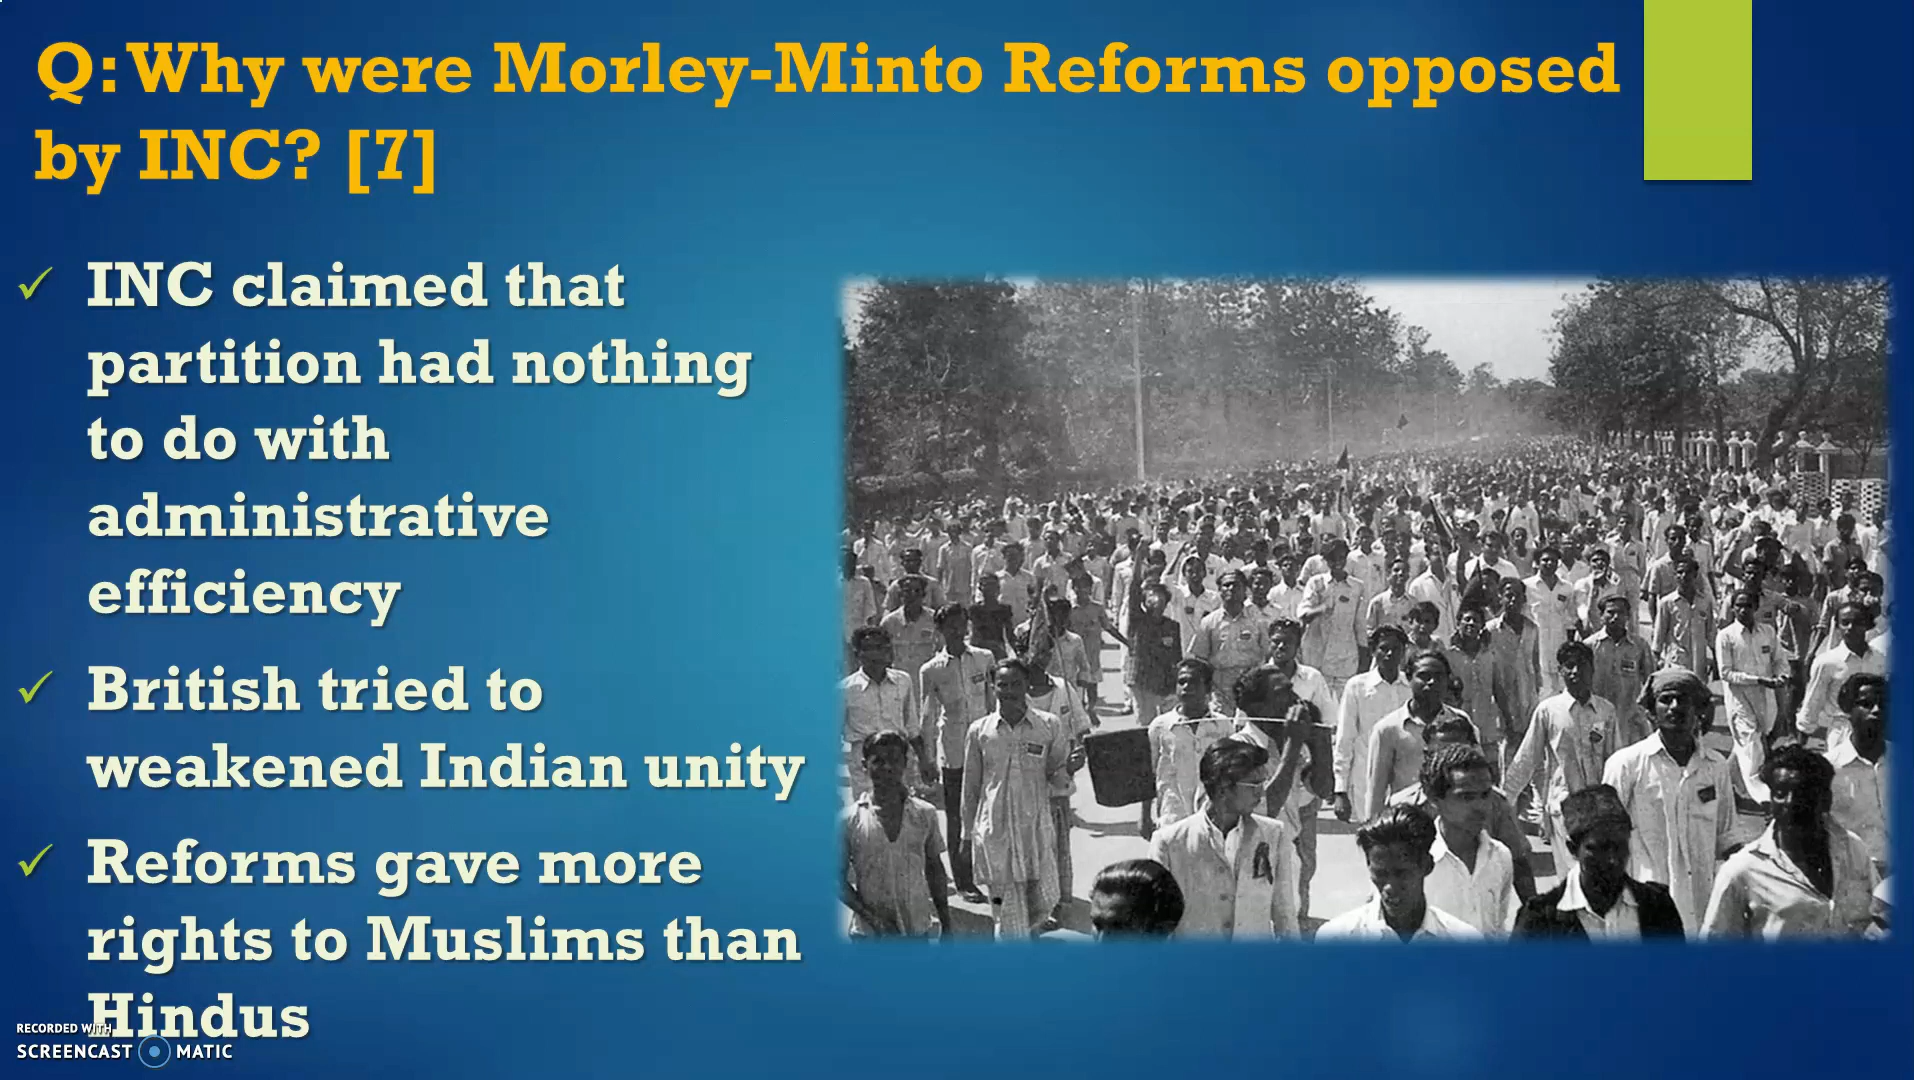 Q: Why were Morley-Minto Reforms opposed
by INC? [7]
✓ INC claimed that
partition had nothing
to do with
administrative
efficiency
✓ British tried to
weakened Indian unity
✓ Reforms gave more
rights to Muslims than
Hindus
RECORDED WITH
SCREENCAST MATIC